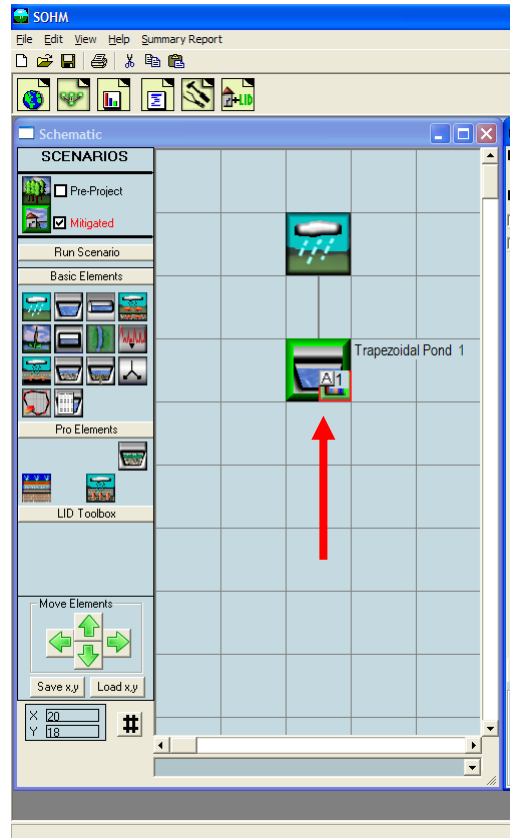 SOHM
File Edit View Help Summary Report
+LID
Schematic
SCENARIOS
Pre-Project
Mitigated
Run Scenario
Basic Elements
Pro Elements
LID Toolbox
Move Elements
Save x,y Load x,y
X 20
Y 18
#
Trapezoidal Pond 1
A 1